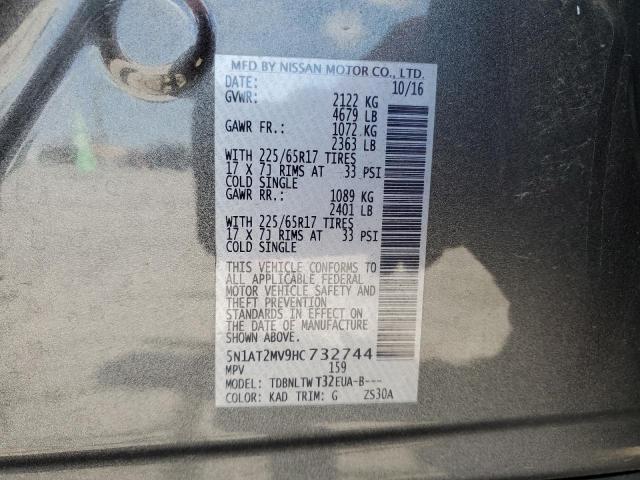 MFD BY NISSAN MOTOR CO., LTD.
DATE: 10/16
GVWR: 2122 KG
4679 LB
GAWR FR.: 1072 KG
2363 LB
WITH 225/65R17 TIRES
17 X 7J RIMS AT 33 PSI
COLD SINGLE
GAWR RR.: 1089 KG
2401 LB
WITH 225/65R17 TIRES
17 X 7J RIMS AT 33 PSI
COLD SINGLE
THIS VEHICLE CONFORMS TO
ALL APPLICABLE FEDERAL
MOTOR VEHICLE SAFETY AND
THEFT PREVENTION
STANDARDS IN EFFECT ON
THE DATE OF MANUFACTURE
SHOWN ABOVE.
5N1AT2MV9HC732744
MPV 159
MODEL: TDBNLTWT32EUA-B---
COLOR: KAD TRIM: G ZS30A